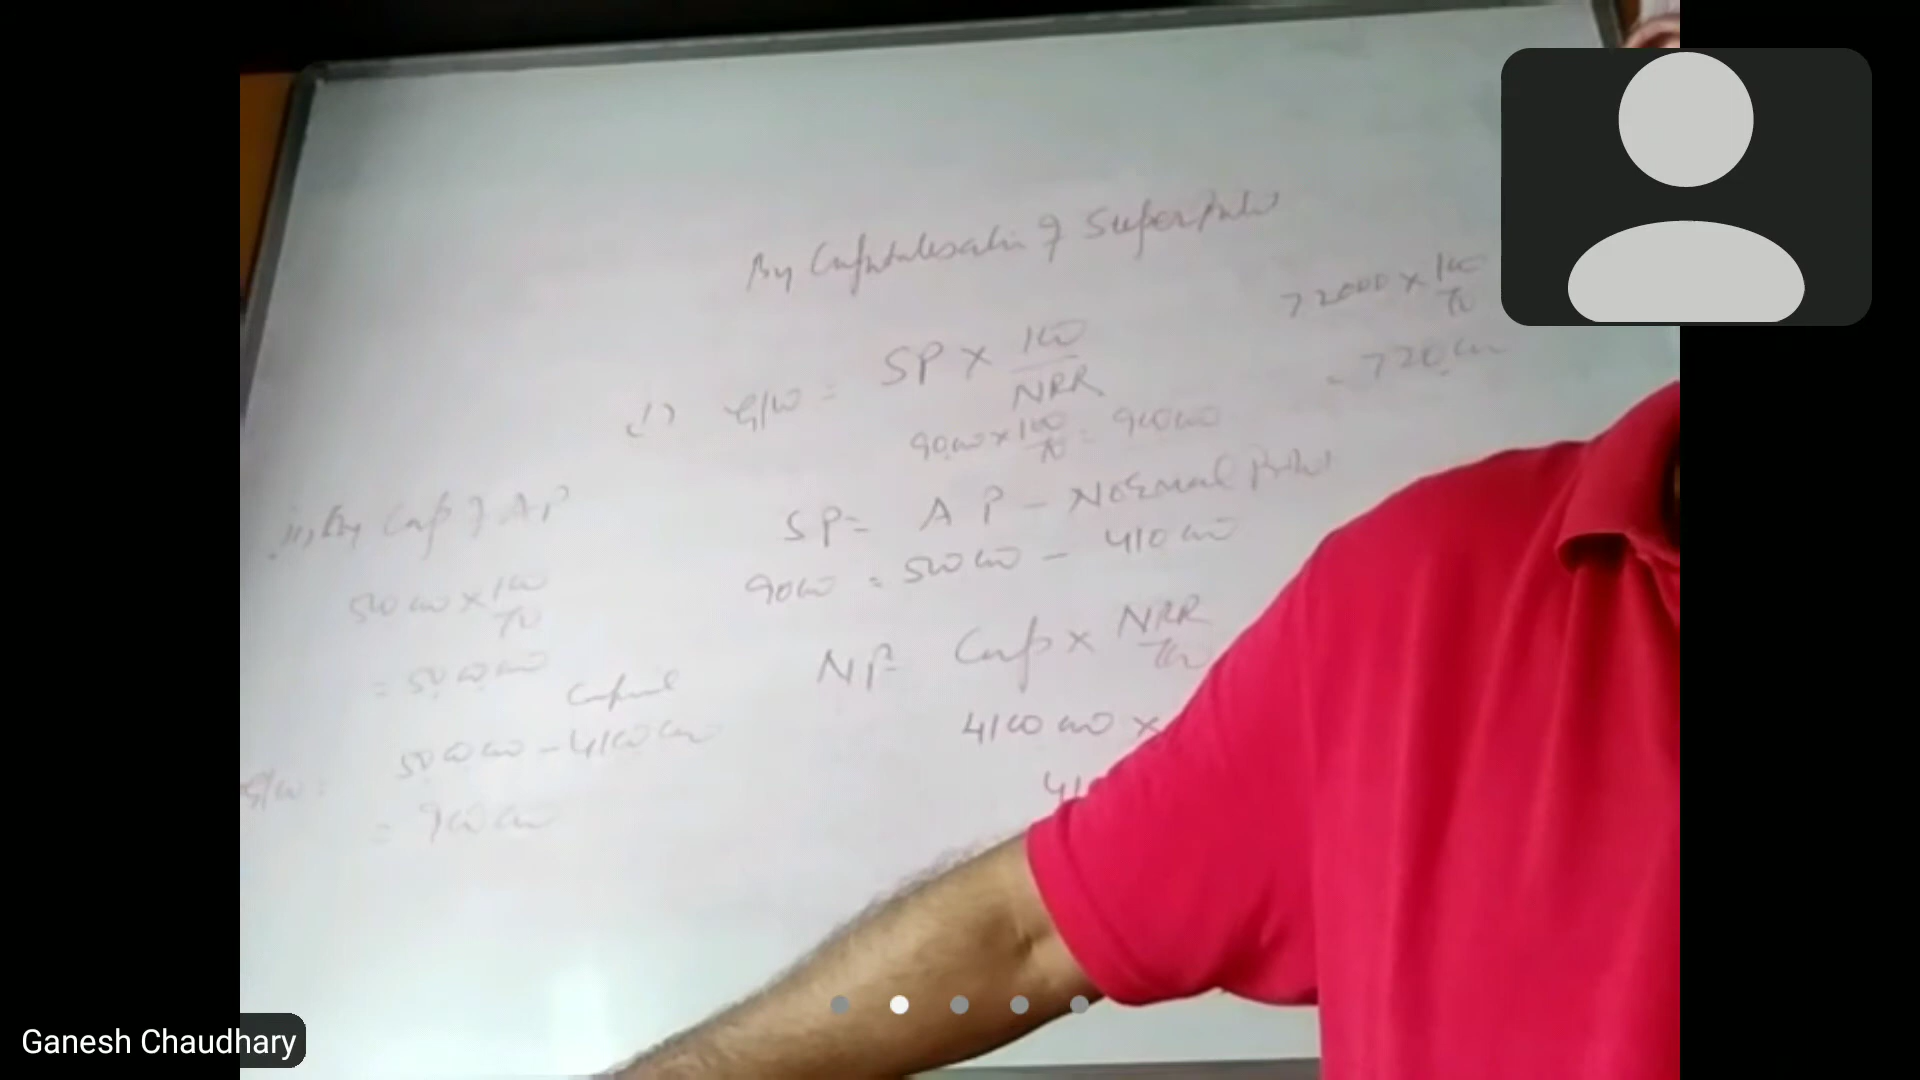 By Capitalisation of Super Profit
72000 × 100
10
= 720000
(i) G/W = SP × 100
NRR
90000 × 100 = 900000
10
SP = AP - Normal Profit
90000 = 500000 - 410000
NP = Cap ×  NRR
100
4100000 ×
41
ii, By Cap of AP
500000 × 100
10
= 5000000
Capital
5000000 - 4100000
G/W =
= 900000
Ganesh Chaudhary